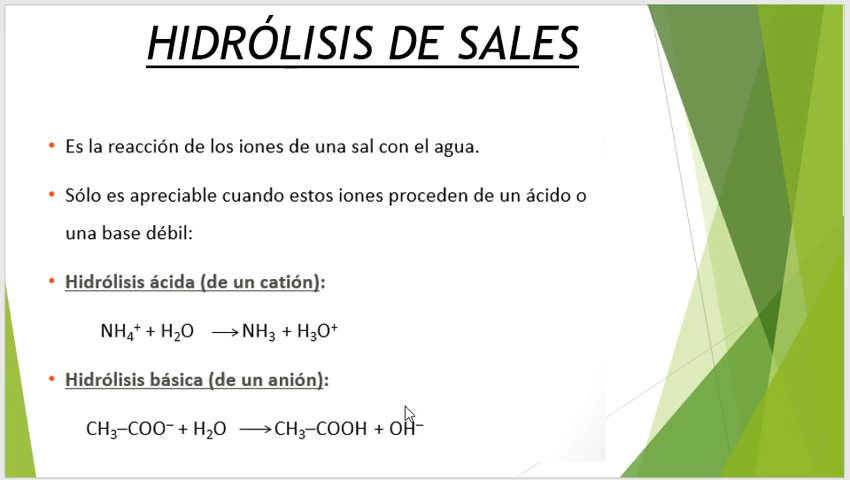 HIDRÓLISIS DE SALES
• Es la reacción de los iones de una sal con el agua.
• Sólo es apreciable cuando estos iones proceden de un ácido o
una base débil:
• Hidrólisis ácida (de un catión):
NH₄⁺ + H₂O ⟶ NH₃ + H₃O⁺
• Hidrólisis básica (de un anión):
CH₃–COO⁻ + H₂O ⟶ CH₃–COOH + OH⁻